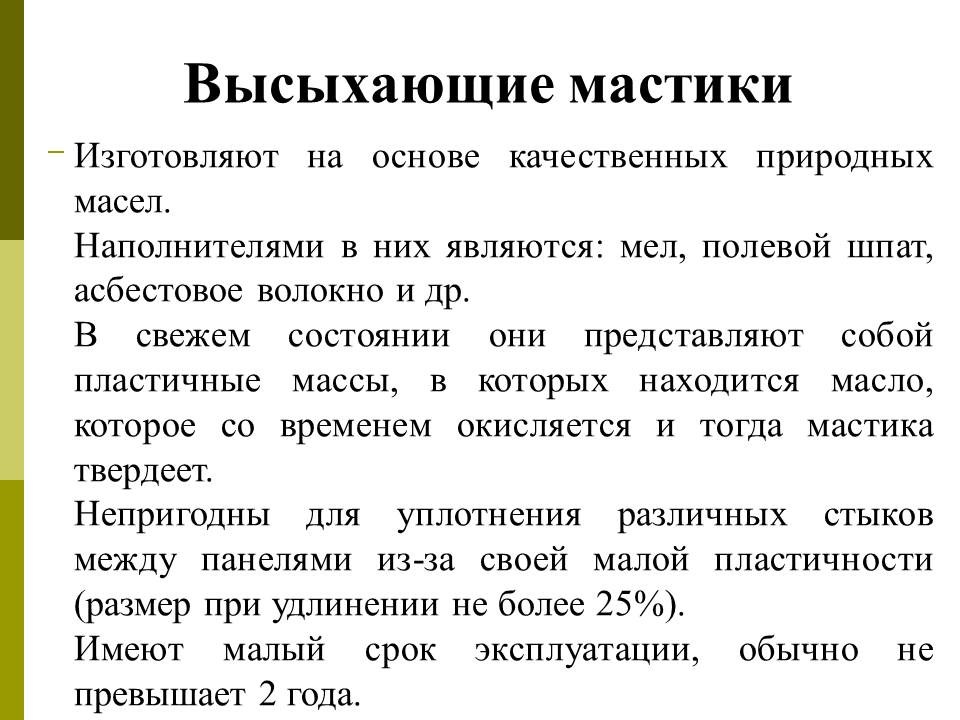 Высыхающие мастики
– Изготовляют на основе качественных природных
масел.
Наполнителями в них являются: мел, полевой шпат,
асбестовое волокно и др.
В свежем состоянии они представляют собой
пластичные массы, в которых находится масло,
которое со временем окисляется и тогда мастика
твердеет.
Непригодны для уплотнения различных стыков
между панелями из-за своей малой пластичности
(размер при удлинении не более 25%).
Имеют малый срок эксплуатации, обычно не
превышает 2 года.